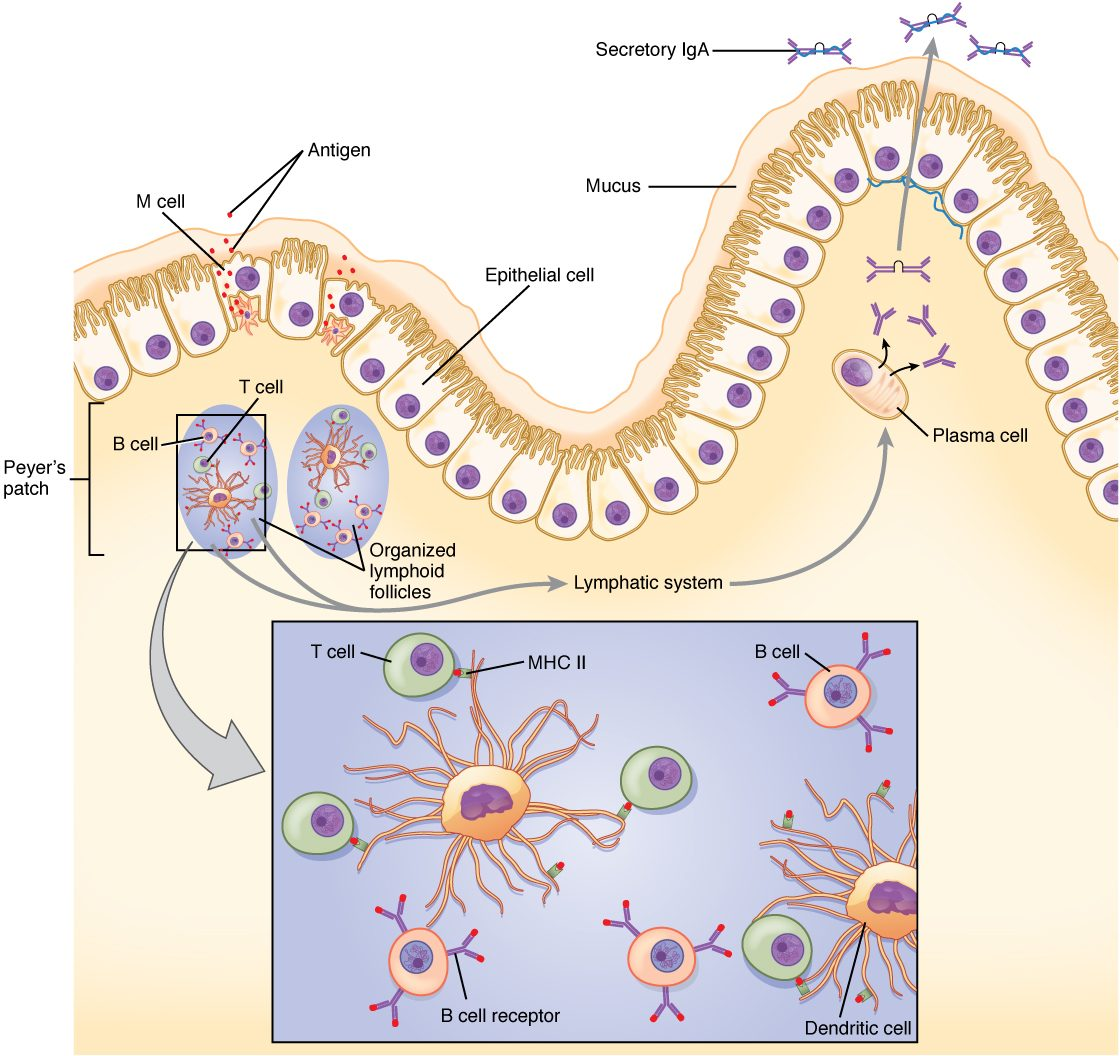 Secretory IgA
Antigen
Mucus
M cell
Epithelial cell
T cell
B cell
Plasma cell
Peyer's
patch
Organized
lymphoid
follicles
Lymphatic system
T cell
MHC II
B cell
B cell receptor
Dendritic cell